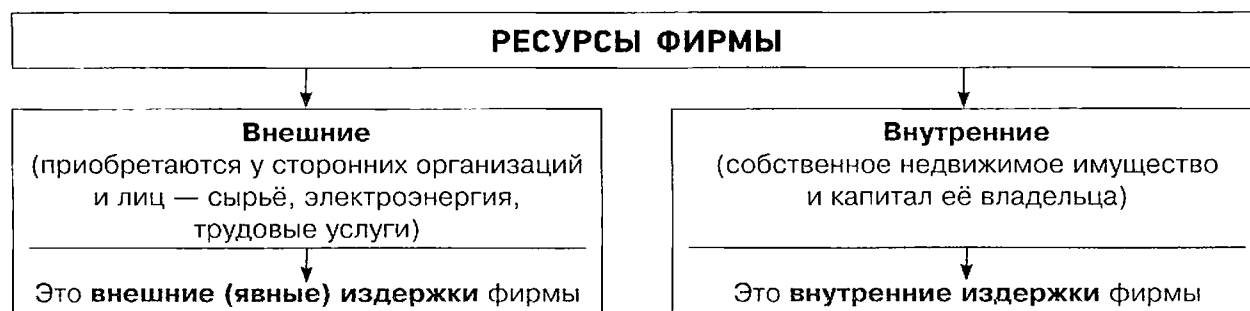 РЕСУРСЫ ФИРМЫ
Внешние
(приобретаются у сторонних организаций
и лиц — сырьё, электроэнергия,
трудовые услуги)
Это внешние (явные) издержки фирмы
Внутренние
(собственное недвижимое имущество
и капитал её владельца)
Это внутренние издержки фирмы